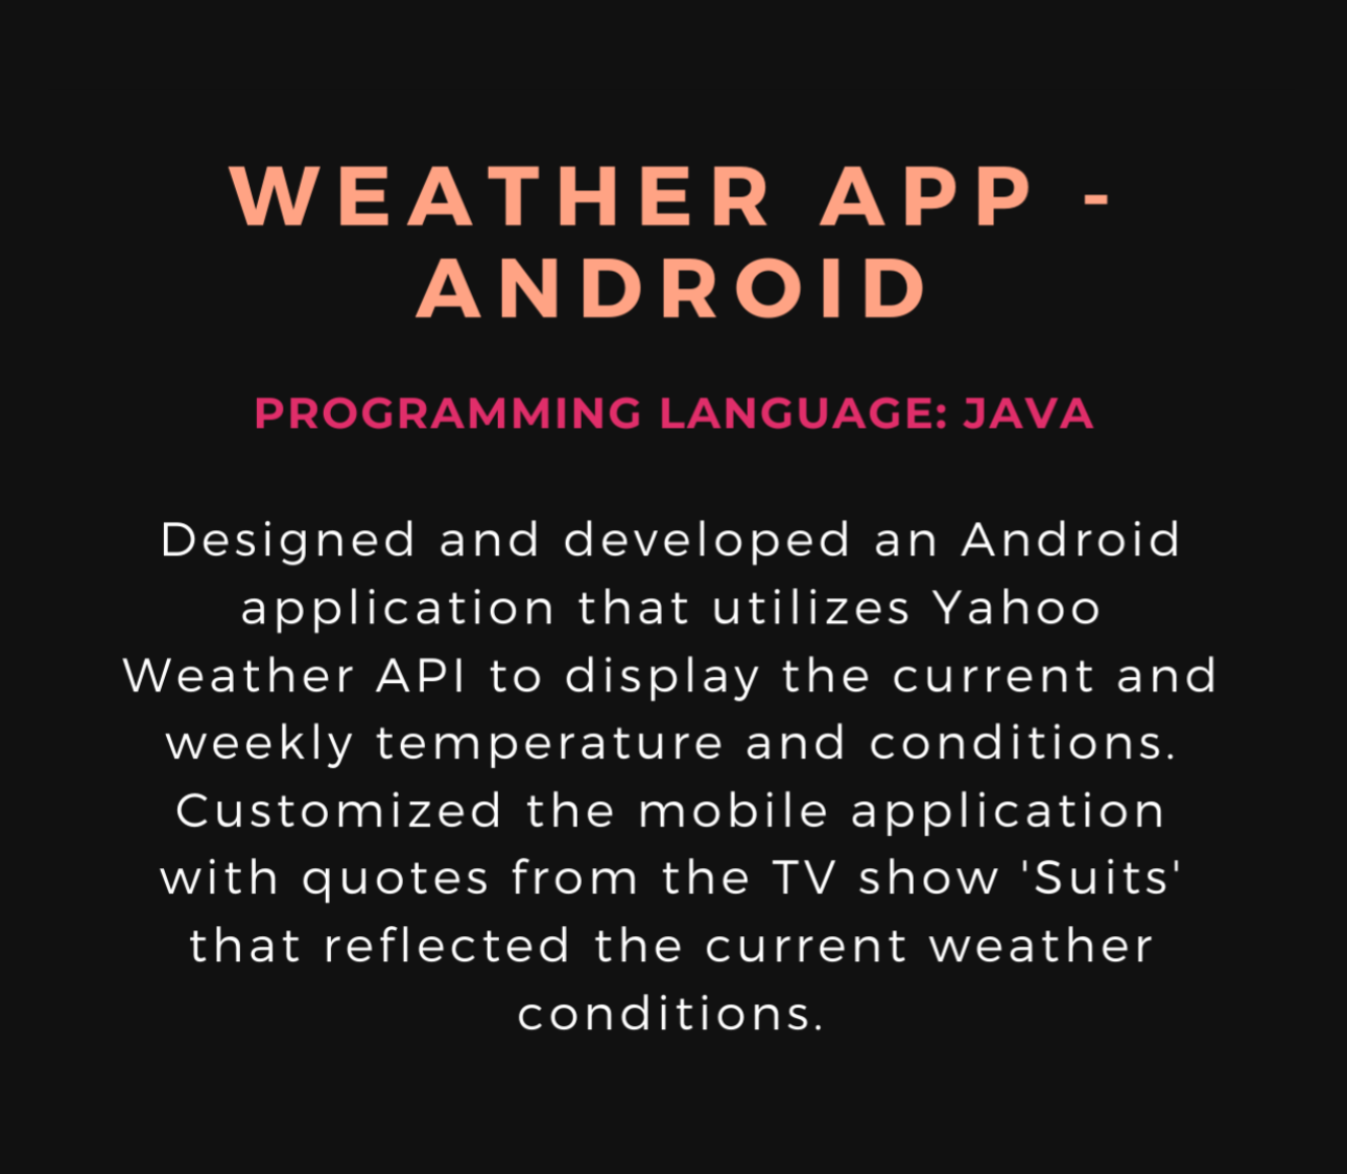 WEATHER APP -
ANDROID
PROGRAMMING LANGUAGE: JAVA
Designed and developed an Android
application that utilizes Yahoo
Weather API to display the current and
weekly temperature and conditions.
Customized the mobile application
with quotes from the TV show 'Suits'
that reflected the current weather
conditions.